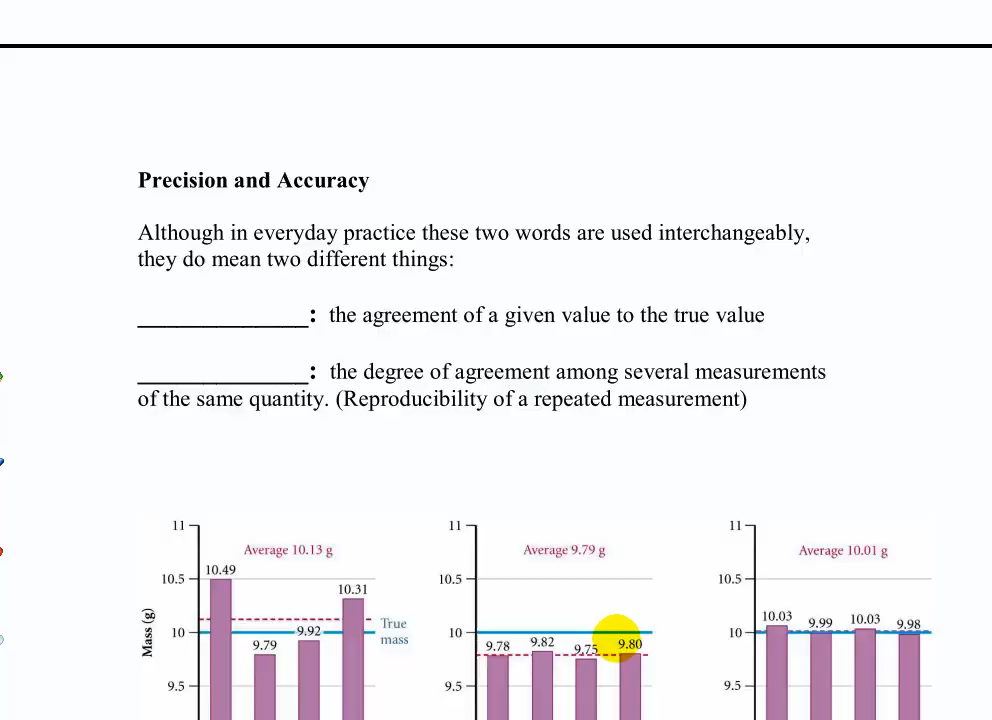 Precision and Accuracy
Although in everyday practice these two words are used interchangeably,
they do mean two different things:
_______________: the agreement of a given value to the true value
_______________: the degree of agreement among several measurements
of the same quantity. (Reproducibility of a repeated measurement)
11
Average 10.13 g
10.5
10.49
10.31
10
9.92
9.79
9.5
Mass (g)
True
mass
11
Average 9.79 g
10.5
10
9.78
9.82
9.75
9.80
9.5
11
Average 10.01 g
10.5
10
10.03
9.99
10.03
9.98
9.5